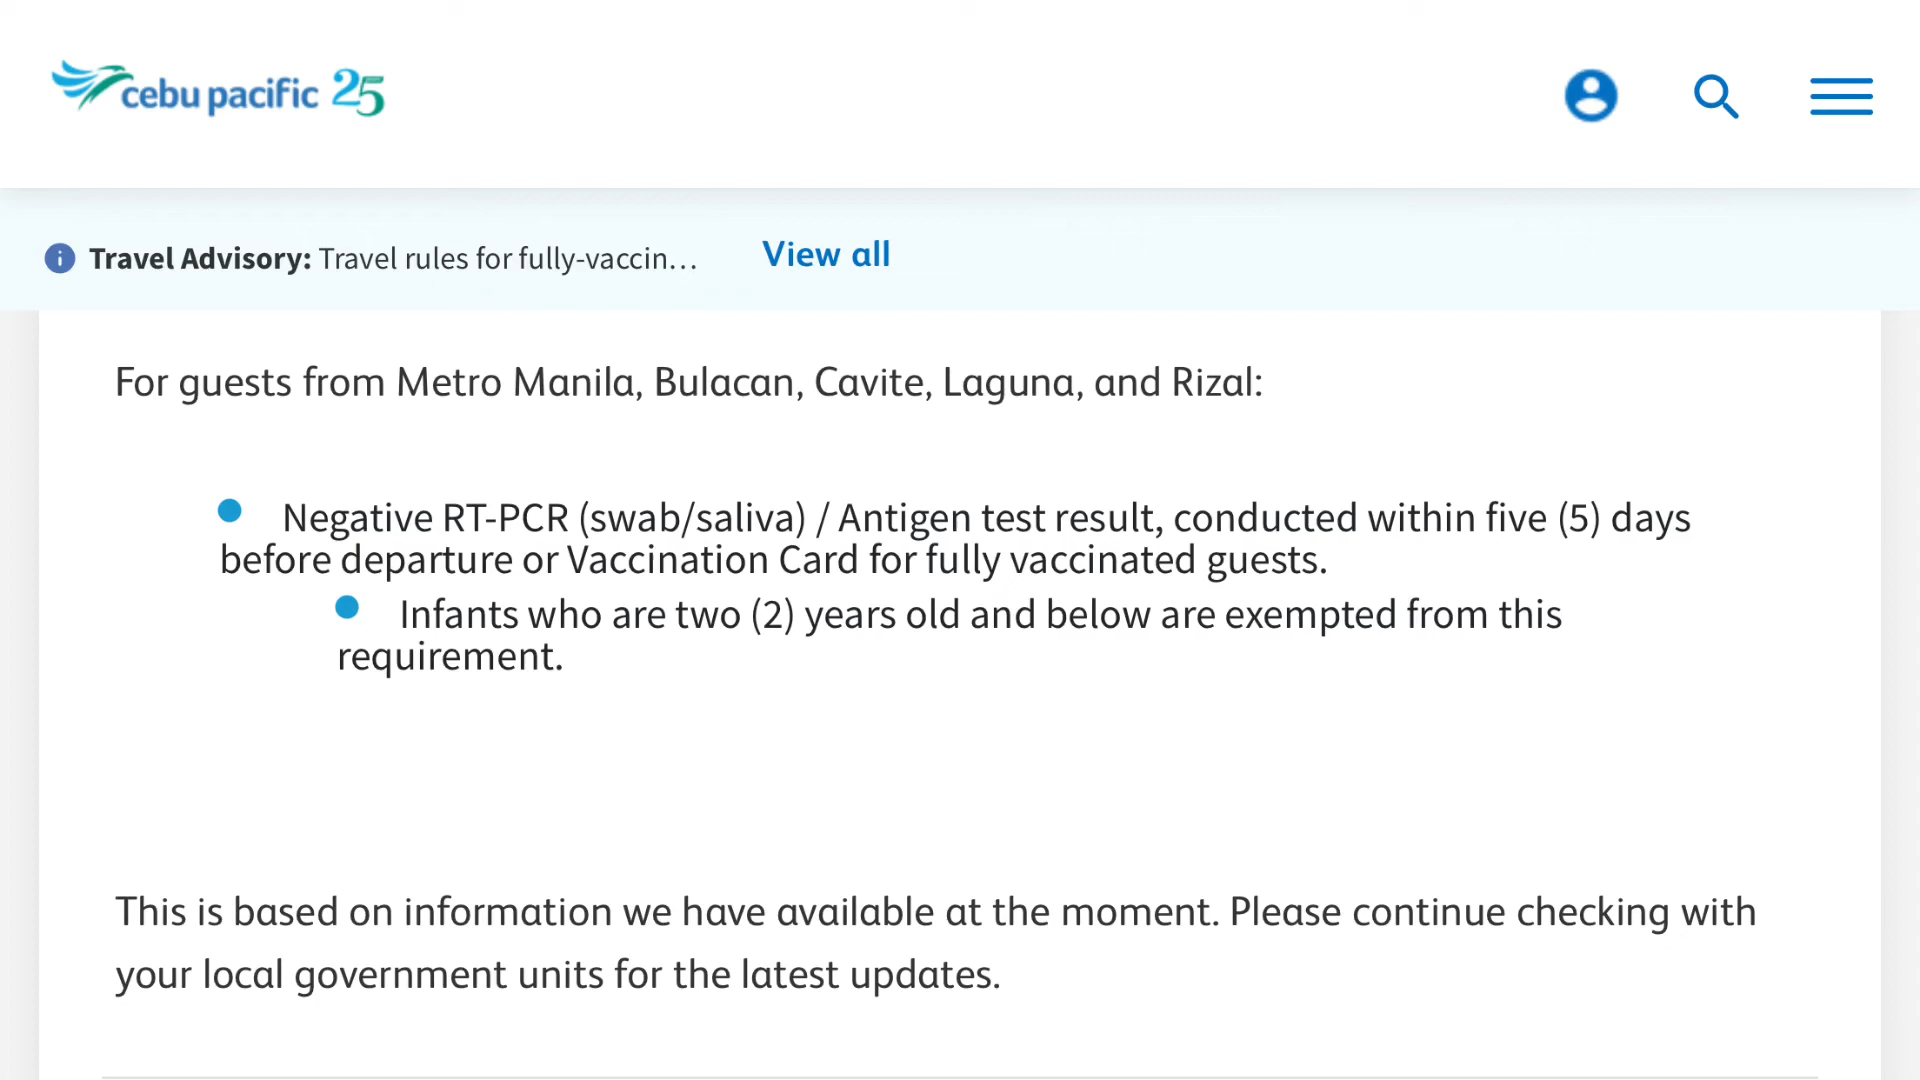 cebu pacific 25
Travel Advisory: Travel rules for fully-vaccin...
View all
For guests from Metro Manila, Bulacan, Cavite, Laguna, and Rizal:
Negative RT-PCR (swab/saliva) / Antigen test result, conducted within five (5) days
before departure or Vaccination Card for fully vaccinated guests.
Infants who are two (2) years old and below are exempted from this
requirement.
This is based on information we have available at the moment. Please continue checking with
your local government units for the latest updates.